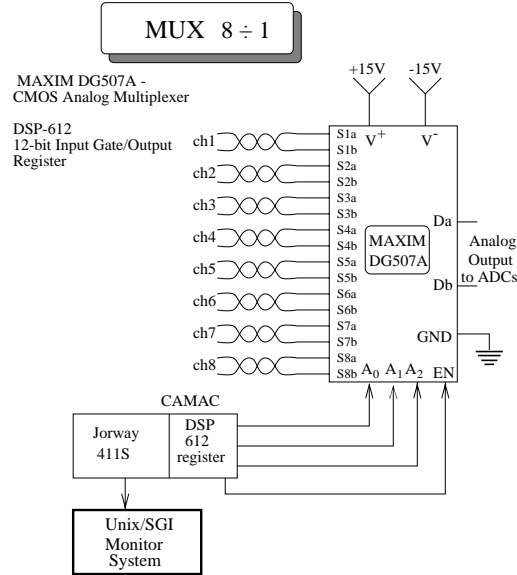 MUX 8 ÷ 1
MAXIM DG507A -
CMOS Analog Multiplexer
DSP-612
12-bit Input Gate/Output
Register
+15V
-15V
V+
V-
ch1
ch2
ch3
ch4
ch5
ch6
ch7
ch8
S1a
S1b
S2a
S2b
S3a
S3b
S4a
S4b
S5a
S5b
S6a
S6b
S7a
S7b
S8a
S8b
MAXIM
DG507A
Da
Analog
Output
to ADCs
Db
GND
A0 A1 A2 EN
CAMAC
Jorway
411S
DSP
612
register
Unix/SGI
Monitor
System